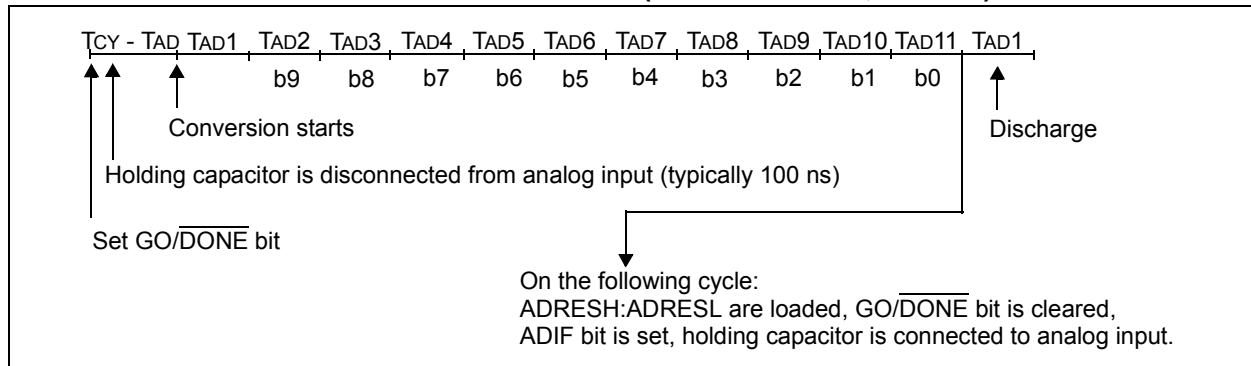 TCY - TAD TAD1 TAD2 TAD3 TAD4 TAD5 TAD6 TAD7 TAD8 TAD9 TAD10 TAD11 TAD1
b9 b8 b7 b6 b5 b4 b3 b2 b1 b0
Conversion starts
Discharge
Holding capacitor is disconnected from analog input (typically 100 ns)
Set GO/DONE bit
On the following cycle:
ADRESH:ADRESL are loaded, GO/DONE bit is cleared,
ADIF bit is set, holding capacitor is connected to analog input.